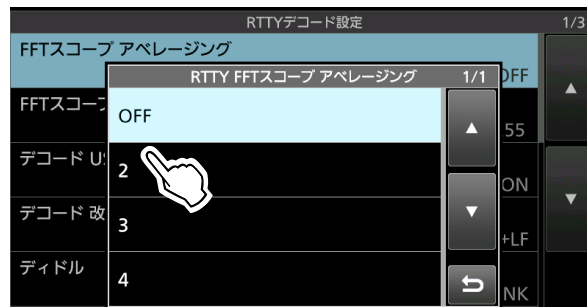 RTTYデコード設定 1/3
FFTスコープ アベレージング
RTTY FFTスコープ アベレージング 1/1
OFF
FFTスコープ
55
OFF
デコード
ON
2
デコード 改
3
+LF
ディドル
4
NK